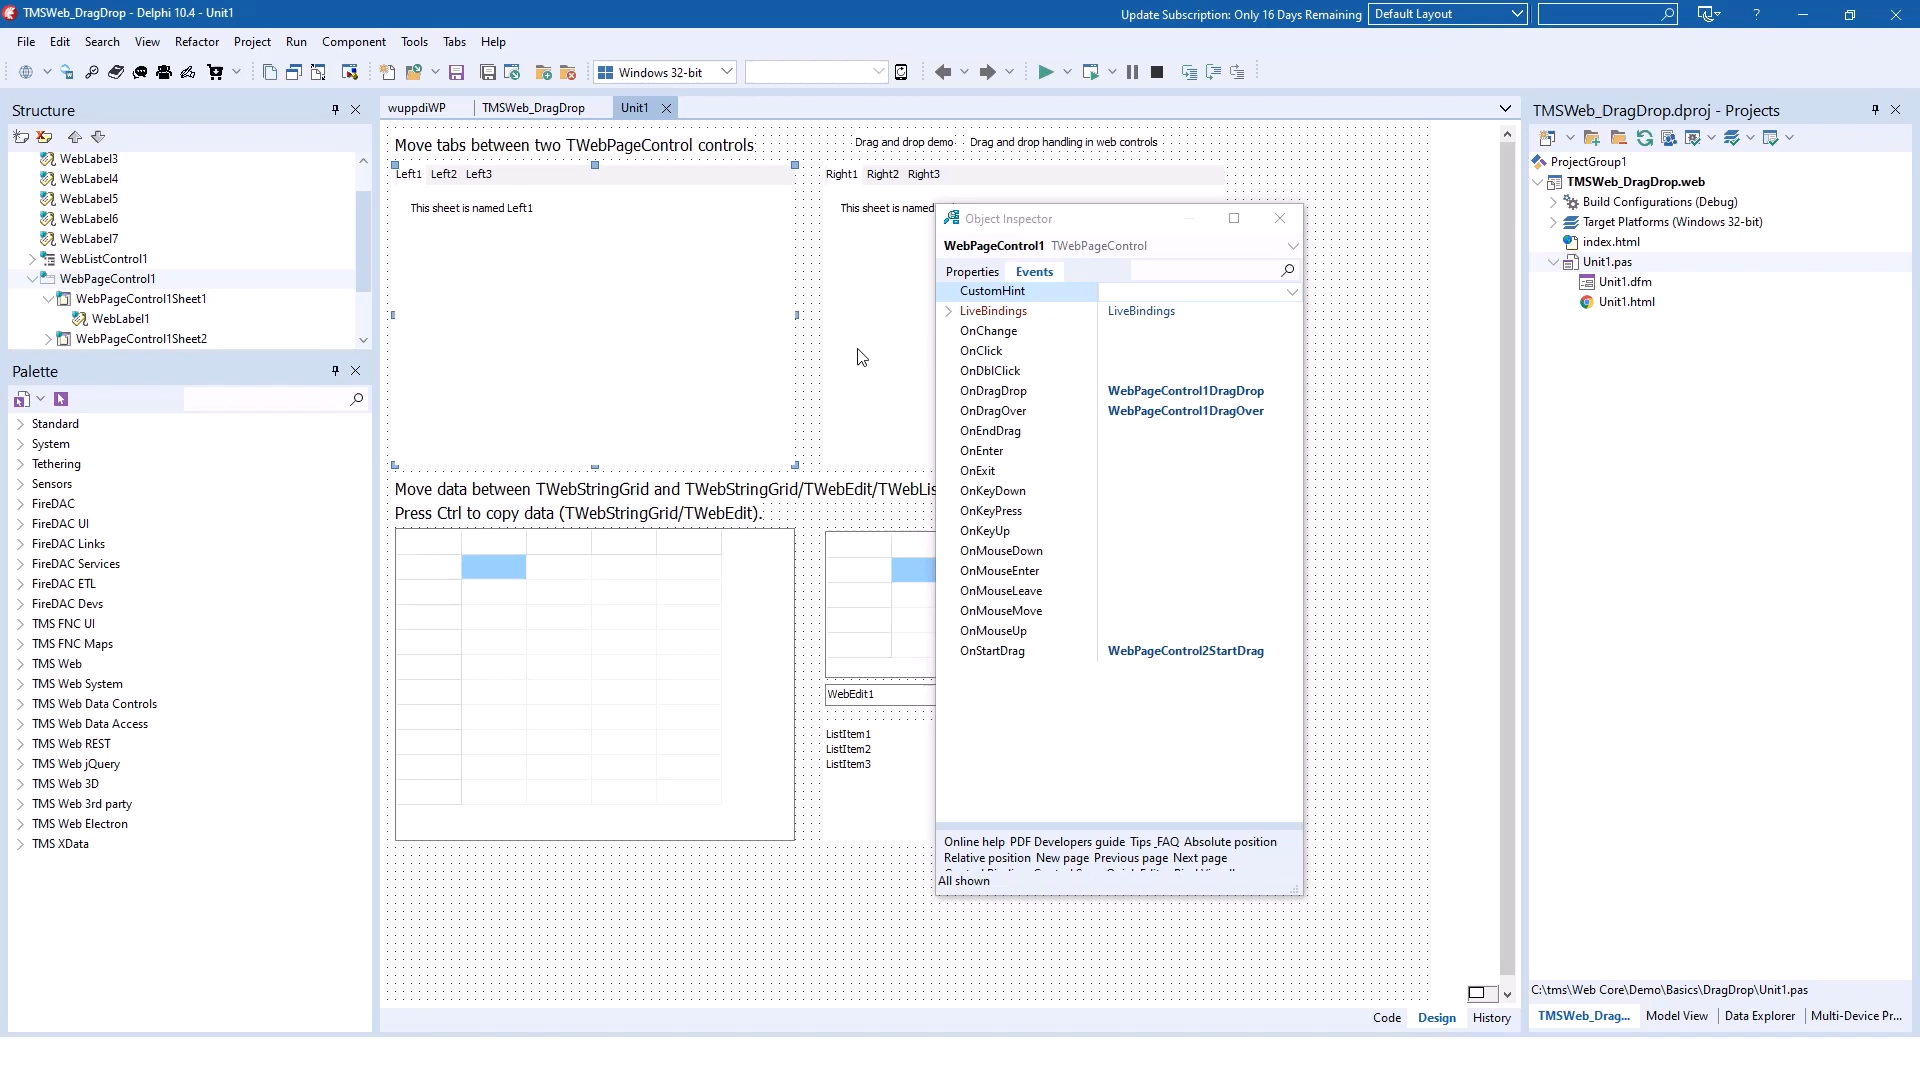 TMSWeb_DragDrop - Delphi 10.4 - Unit1
Update Subscription: Only 16 Days Remaining
Default Layout
File Edit Search View Refactor Project Run Component Tools Tabs Help
Windows 32-bit
Structure
WebLabel3
WebLabel4
WebLabel5
WebLabel6
WebLabel7
WebListControl1
WebPageControl1
WebPageControl1Sheet1
WebLabel1
WebPageControl1Sheet2
Palette
Standard
System
Tethering
Sensors
FireDAC
FireDAC UI
FireDAC Links
FireDAC Services
FireDAC ETL
FireDAC Devs
TMS FNC UI
TMS FNC Maps
TMS Web
TMS Web System
TMS Web Data Controls
TMS Web Data Access
TMS Web REST
TMS Web jQuery
TMS Web 3D
TMS Web 3rd party
TMS Web Electron
TMS XData
wuppdiWP TMSWeb_DragDrop Unit1
Move tabs between two TWebPageControl controls
Drag and drop demo Drag and drop handling in web controls
Left1 Left2 Left3
Right1 Right2 Right3
This sheet is named Left1
This sheet is named
Move data between TWebStringGrid and TWebStringGrid/TWebEdit/TWebLis
Press Ctrl to copy data (TWebStringGrid/TWebEdit).
WebEdit1
ListItem1
ListItem2
ListItem3
Object Inspector
WebPageControl1 TWebPageControl
Properties Events
CustomHint
LiveBindings LiveBindings
OnChange
OnClick
OnDblClick
OnDragDrop WebPageControl1DragDrop
OnDragOver WebPageControl1DragOver
OnEndDrag
OnEnter
OnExit
OnKeyDown
OnKeyPress
OnKeyUp
OnMouseDown
OnMouseEnter
OnMouseLeave
OnMouseMove
OnMouseUp
OnStartDrag WebPageControl2StartDrag
Online help PDF Developers guide Tips FAQ Absolute position
Relative position New page Previous page Next page
All shown
Code Design History
TMSWeb_DragDrop.dproj - Projects
ProjectGroup1
TMSWeb_DragDrop.web
Build Configurations (Debug)
Target Platforms (Windows 32-bit)
index.html
Unit1.pas
Unit1.dfm
Unit1.html
C:\tms\Web Core\Demo\Basics\DragDrop\Unit1.pas
TMSWeb_Drag... Model View Data Explorer Multi-Device Pr...